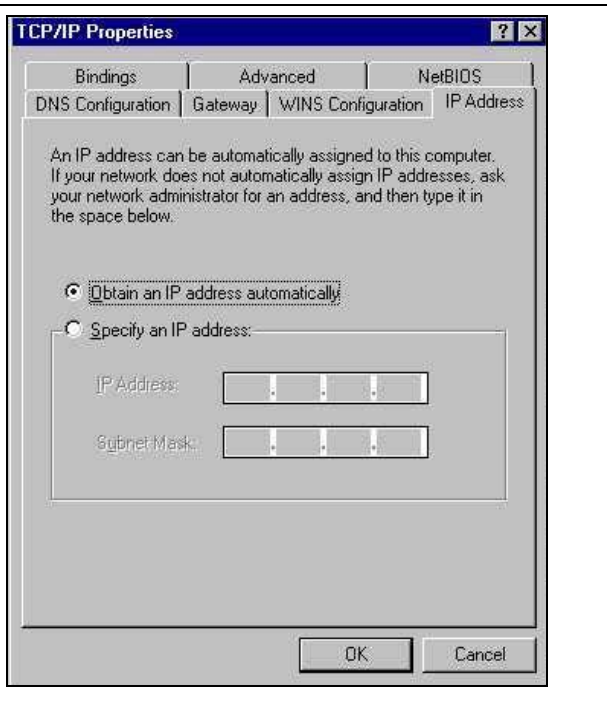 TCP/IP Properties
Bindings
Advanced
NetBIOS
DNS Configuration
Gateway
WINS Configuration
IP Address
An IP address can be automatically assigned to this computer.
If your network does not automatically assign IP addresses, ask
your network administrator for an address, and then type it in
the space below.
Obtain an IP address automatically
Specify an IP address:
IP Address:
Subnet Mask:
OK
Cancel